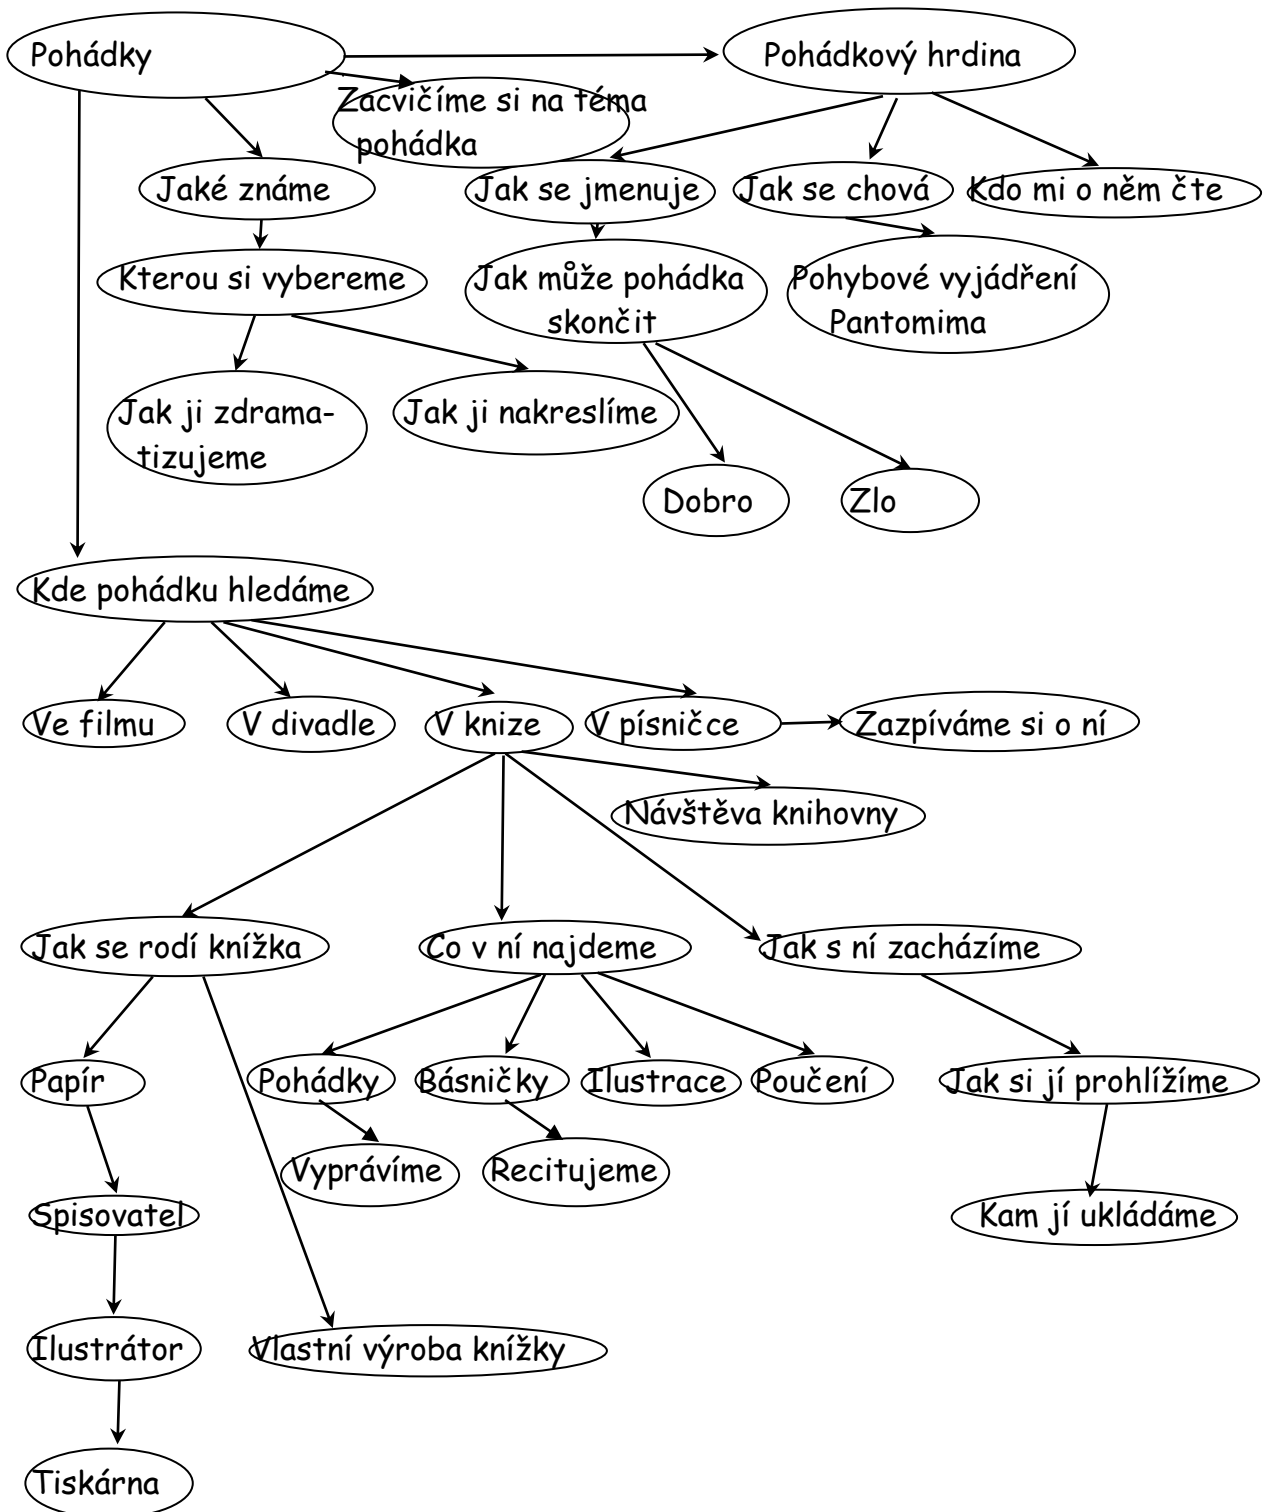 Pohádky
Pohádkový hrdina
Zacvičíme si na téma
pohádka
Jaké známe
Jak se jmenuje
Jak se chová
Kdo mi o něm čte
Kterou si vybereme
Jak může pohádka
skončit
Pohybové vyjádření
Pantomima
Jak ji zdrama-
tizujeme
Jak ji nakreslíme
Dobro
Zlo
Kde pohádku hledáme
Ve filmu
V divadle
V knize
V písničce
Zazpíváme si o ní
Návštěva knihovny
Jak se rodí knížka
Co v ní najdeme
Jak s ní zacházíme
Papír
Pohádky
Básničky
Ilustrace
Poučení
Jak si jí prohlížíme
Vyprávíme
Recitujeme
Spisovatel
Kam jí ukládáme
Ilustrátor
Vlastní výroba knížky
Tiskárna